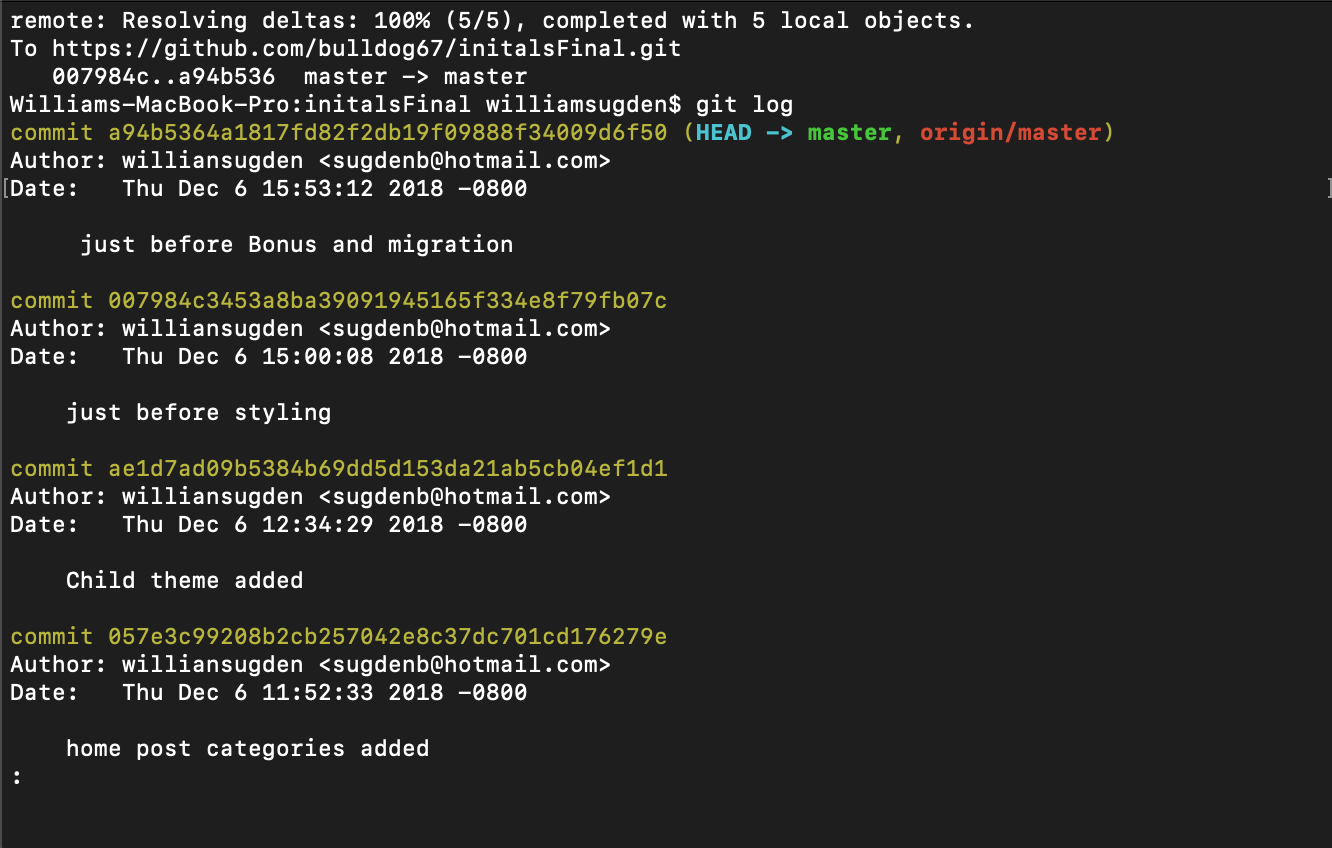 remote: Resolving deltas: 100% (5/5), completed with 5 local objects.
To https://github.com/bulldog67/initalsFinal.git
   007984c..a94b536  master -> master
Williams-MacBook-Pro:initalsFinal williamsugden$ git log
commit a94b5364a1817fd82f2db19f09888f34009d6f50 (HEAD -> master, origin/master)
Author: williansugden <sugdenb@hotmail.com>
[Date:   Thu Dec 6 15:53:12 2018 -0800 ]
     just before Bonus and migration
commit 007984c3453a8ba39091945165f334e8f79fb07c
Author: williansugden <sugdenb@hotmail.com>
Date:   Thu Dec 6 15:00:08 2018 -0800
    just before styling
commit ae1d7ad09b5384b69dd5d153da21ab5cb04ef1d1
Author: williansugden <sugdenb@hotmail.com>
Date:   Thu Dec 6 12:34:29 2018 -0800
    Child theme added
commit 057e3c99208b2cb257042e8c37dc701cd176279e
Author: williansugden <sugdenb@hotmail.com>
Date:   Thu Dec 6 11:52:33 2018 -0800
    home post categories added
: